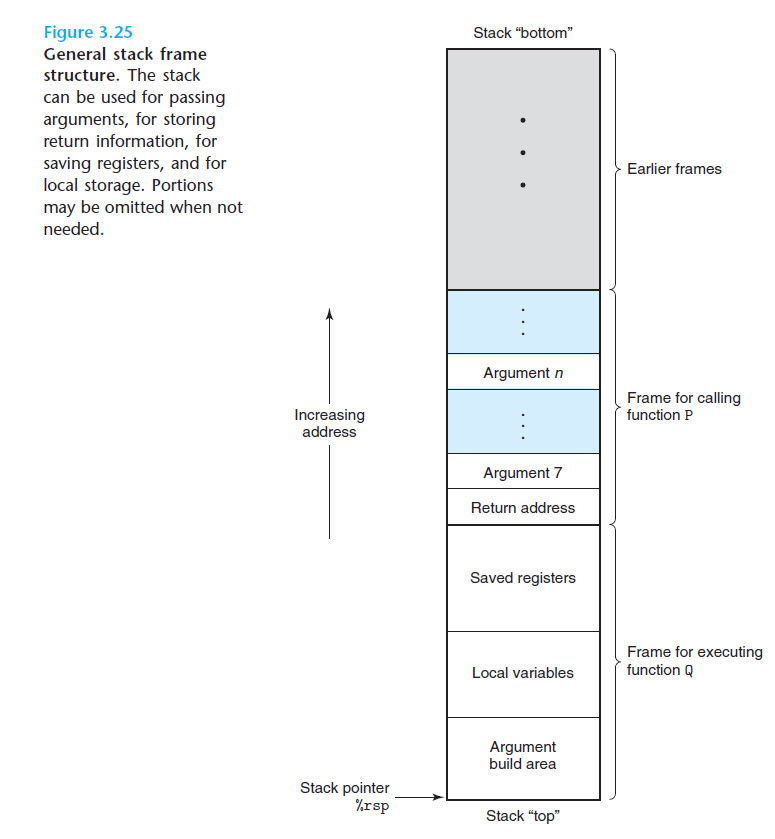 Figure 3.25
General stack frame
structure. The stack
can be used for passing
arguments, for storing
return information, for
saving registers, and for
local storage. Portions
may be omitted when not
needed.
Stack “bottom”
Earlier frames
Argument n
Frame for calling
function P
Increasing
address
Argument 7
Return address
Saved registers
Frame for executing
function Q
Local variables
Argument
build area
Stack pointer
%rsp
Stack “top”